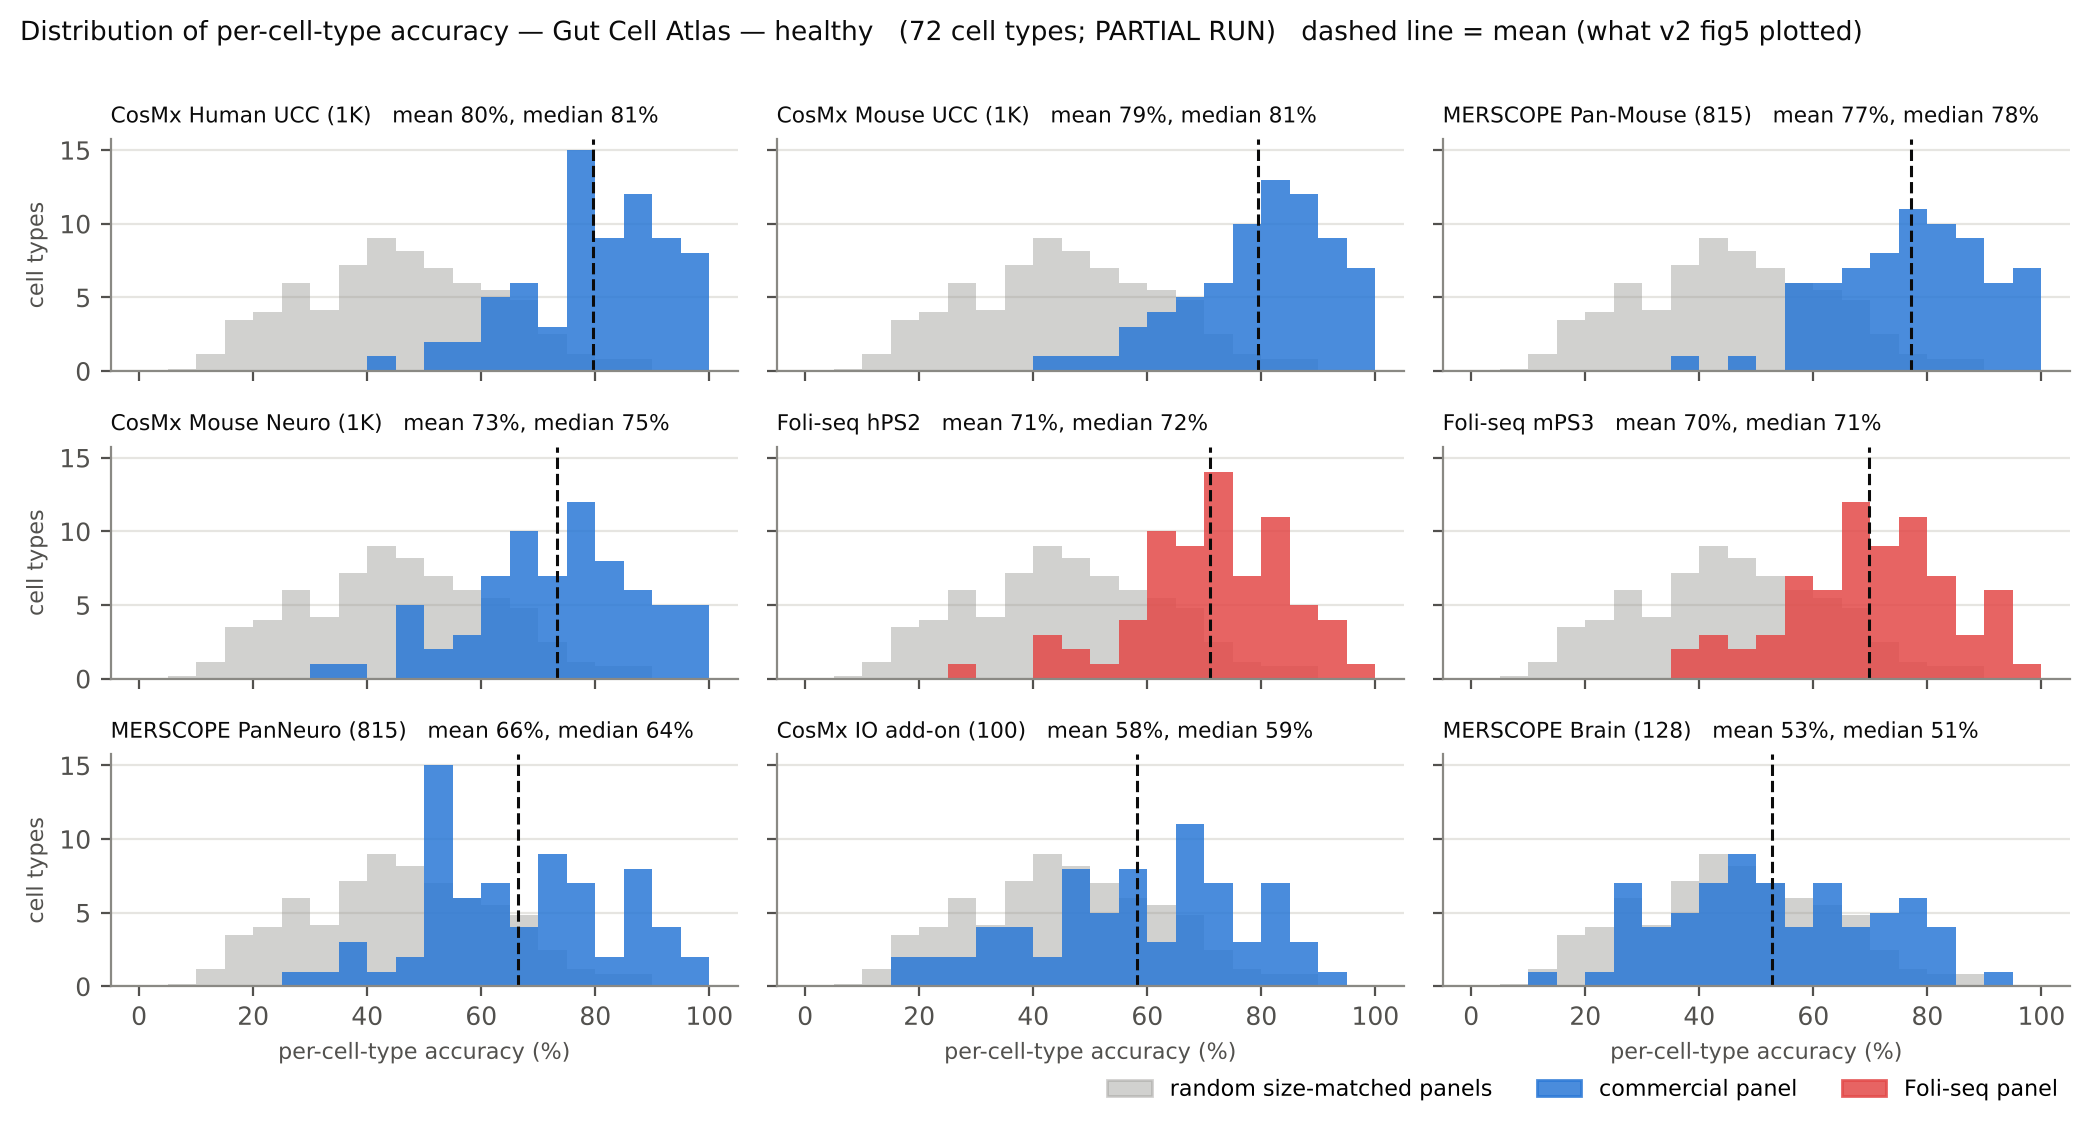 Distribution of per-cell-type accuracy — Gut Cell Atlas — healthy (72 cell types; PARTIAL RUN) dashed line = mean (what v2 fig5 plotted)
CosMx Human UCC (1K) mean 80%, median 81%
CosMx Mouse UCC (1K) mean 79%, median 81%
MERSCOPE Pan-Mouse (815) mean 77%, median 78%
15
10
5
0
cell types
CosMx Mouse Neuro (1K) mean 73%, median 75%
Foli-seq hPS2 mean 71%, median 72%
Foli-seq mPS3 mean 70%, median 71%
15
10
5
0
cell types
MERSCOPE PanNeuro (815) mean 66%, median 64%
CosMx IO add-on (100) mean 58%, median 59%
MERSCOPE Brain (128) mean 53%, median 51%
15
10
5
0
cell types
0 20 40 60 80 100
0 20 40 60 80 100
0 20 40 60 80 100
per-cell-type accuracy (%)
per-cell-type accuracy (%)
per-cell-type accuracy (%)
random size-matched panels
commercial panel
Foli-seq panel